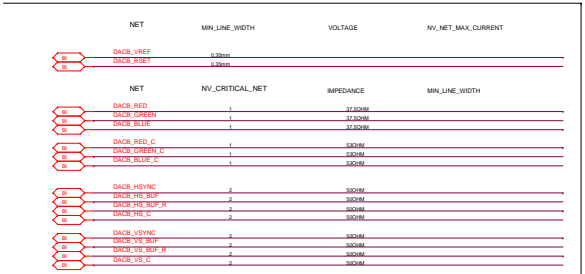 NET MIN_LINE_WIDTH VOLTAGE NV_NET_MAX_CURRENT
BI DACB_VREF 0.35mm
BI DACB_RSET 0.35mm
NET NV_CRITICAL_NET IMPEDANCE MIN_LINE_WIDTH
BI DACB_RED 1 37.5OHM
BI DACB_GREEN 1 37.5OHM
BI DACB_BLUE 1 37.5OHM
BI DACB_RED_C 1 53OHM
BI DACB_GREEN_C 1 53OHM
BI DACB_BLUE_C 1 53OHM
BI DACB_HSYNC 2 50OHM
BI DACB_HS_BUF 2 50OHM
BI DACB_HS_BUF_R 2 50OHM
BI DACB_HS_C 2 50OHM
BI DACB_VSYNC 2 50OHM
BI DACB_VS_BUF 2 50OHM
BI DACB_VS_BUF_R 2 50OHM
BI DACB_VS_C 2 50OHM